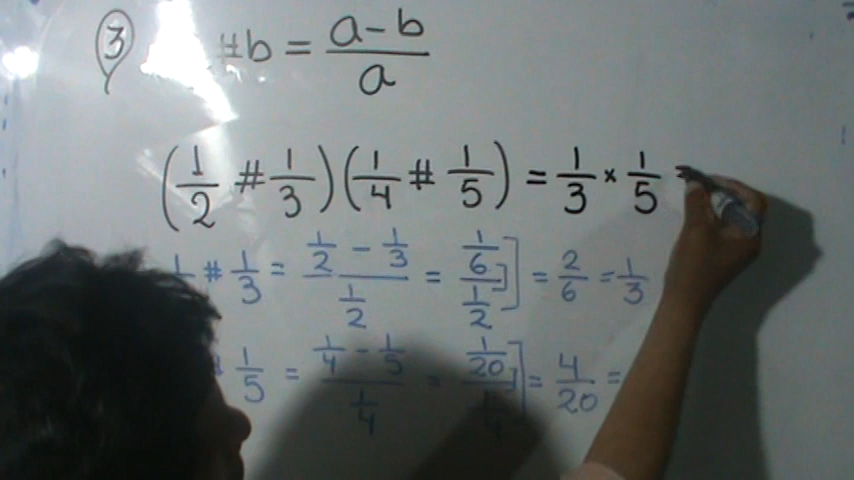 3 #b = (a-b)/a
(1/2 # 1/3)(1/4 # 1/5) = 1/3 × 1/5 =
# 1/3 = (1/2 - 1/3)/(1/2) = (1/6)/(1/2) = 2/6 = 1/3
1/5 = (1/4 - 1/5)/(1/4) = (1/20)/(1/4) = 4/20 =